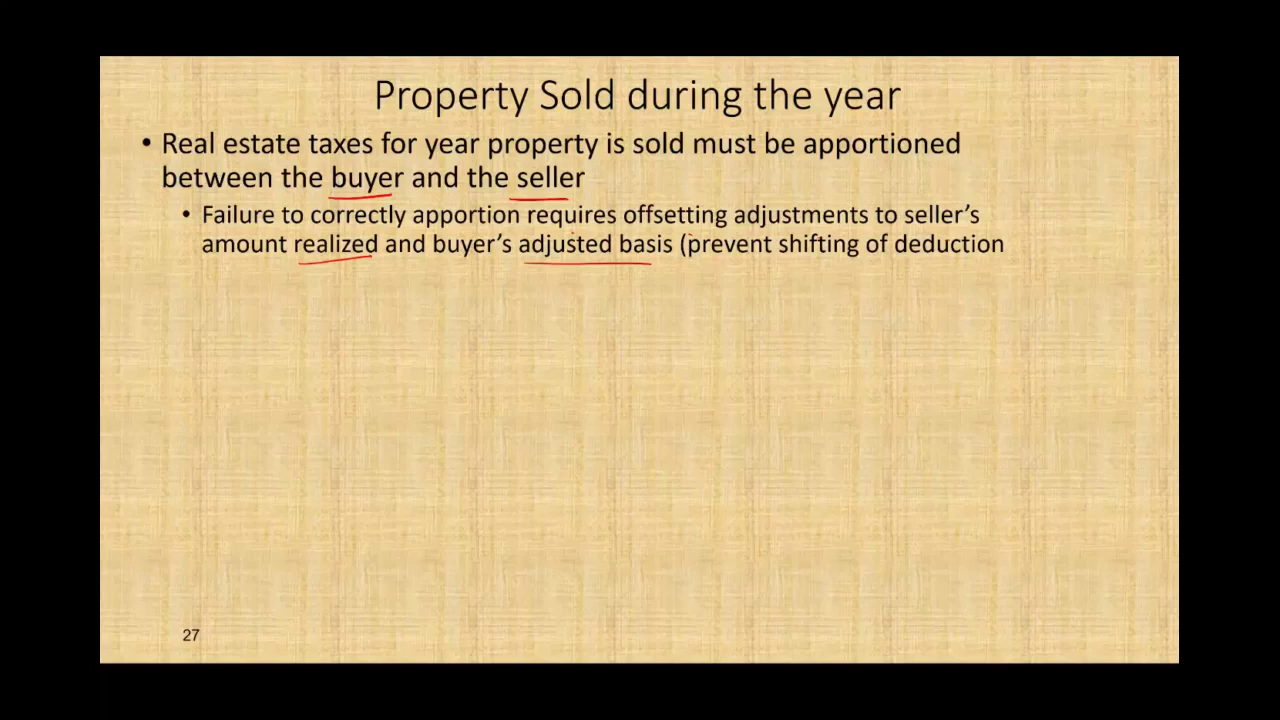 Property Sold during the year
• Real estate taxes for year property is sold must be apportioned
between the buyer and the seller
• Failure to correctly apportion requires offsetting adjustments to seller’s
amount realized and buyer’s adjusted basis (prevent shifting of deduction
27